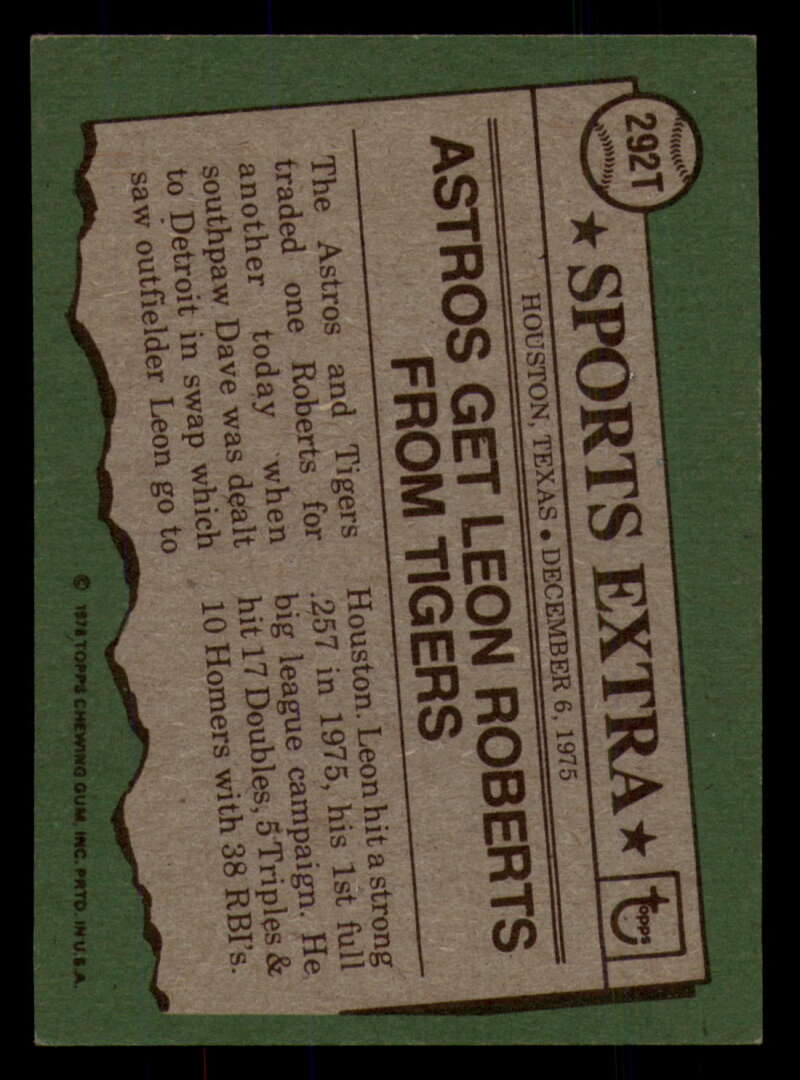 292T
★ SPORTS EXTRA ★
topps
HOUSTON, TEXAS • DECEMBER 6, 1975
ASTROS GET LEON ROBERTS
FROM TIGERS
The Astros and Tigers
traded one Roberts for
another today when
southpaw Dave was dealt
to Detroit in swap which
saw outfielder Leon go to
Houston. Leon hit a strong
.257 in 1975, his 1st full
big league campaign. He
hit 17 Doubles, 5 Triples &
10 Homers with 38 RBI's.
© 1976 TOPPS CHEWING GUM, INC. PRTD. IN U.S.A.